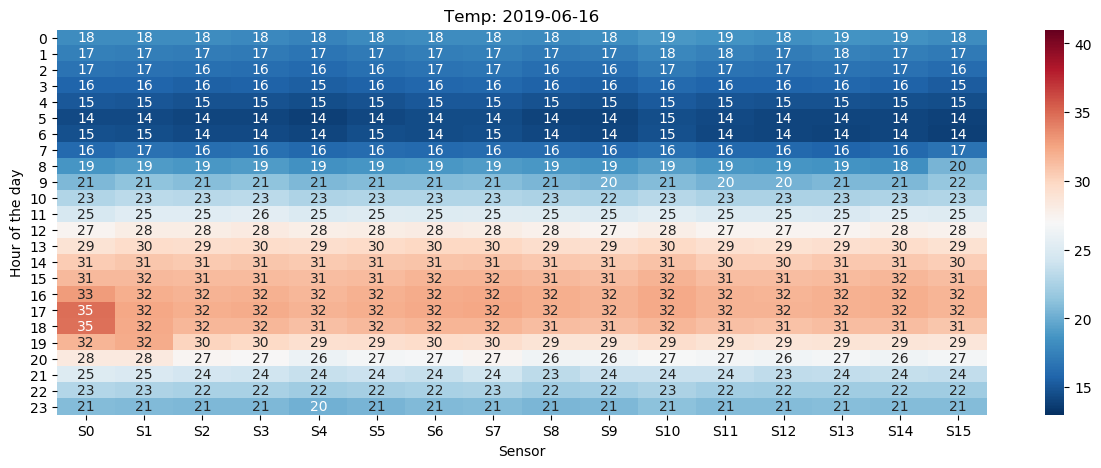 Temp: 2019-06-16
0 18 18 18 18 18 18 18 18 18 18 19 19 18 19 19 18
1 17 17 17 17 17 17 17 17 17 17 18 18 17 18 17 17
2 17 17 16 16 16 16 17 17 16 16 17 17 16 17 17 16
3 16 16 16 16 15 16 16 16 16 16 16 16 16 16 16 15
4 15 15 15 15 15 15 15 15 15 15 15 15 15 15 15 15
5 14 14 14 14 14 14 14 14 14 14 15 14 14 14 14 14
6 15 15 14 14 14 15 14 15 14 14 15 14 14 14 14 14
7 16 17 16 16 16 16 16 16 16 16 16 16 16 16 16 17
8 19 19 19 19 19 19 19 19 19 19 19 19 19 19 18 20
9 21 21 21 21 21 21 21 21 21 20 21 20 20 21 21 22
10 23 23 23 23 23 23 23 23 23 22 23 23 23 23 23 23
11 25 25 25 26 25 25 25 25 25 25 25 25 25 25 25 25
12 27 28 28 28 28 28 28 28 28 27 28 27 27 27 28 28
13 29 30 29 30 29 30 30 30 29 29 30 29 29 29 30 29
14 31 31 31 31 31 31 31 31 31 31 31 30 30 31 31 30
15 31 32 31 31 31 32 32 32 31 31 32 31 31 31 32 31
16 33 32 32 32 32 32 32 32 32 32 32 32 32 32 32 32
17 35 32 32 32 32 32 32 32 32 32 32 32 32 32 32 32
18 35 32 32 32 31 32 32 32 31 31 32 31 31 31 31 31
19 32 32 30 30 29 29 30 30 29 29 29 29 29 29 29 29
20 28 28 27 27 26 27 27 27 26 26 27 27 26 27 26 27
21 25 25 24 24 24 24 24 24 23 24 24 24 23 24 24 24
22 23 23 22 22 22 22 22 23 22 22 23 22 22 22 22 22
23 21 21 21 21 20 21 21 21 21 21 21 21 21 21 21 21
S0 S1 S2 S3 S4 S5 S6 S7 S8 S9 S10 S11 S12 S13 S14 S15
Sensor
Hour of the day
40
35
30
25
20
15